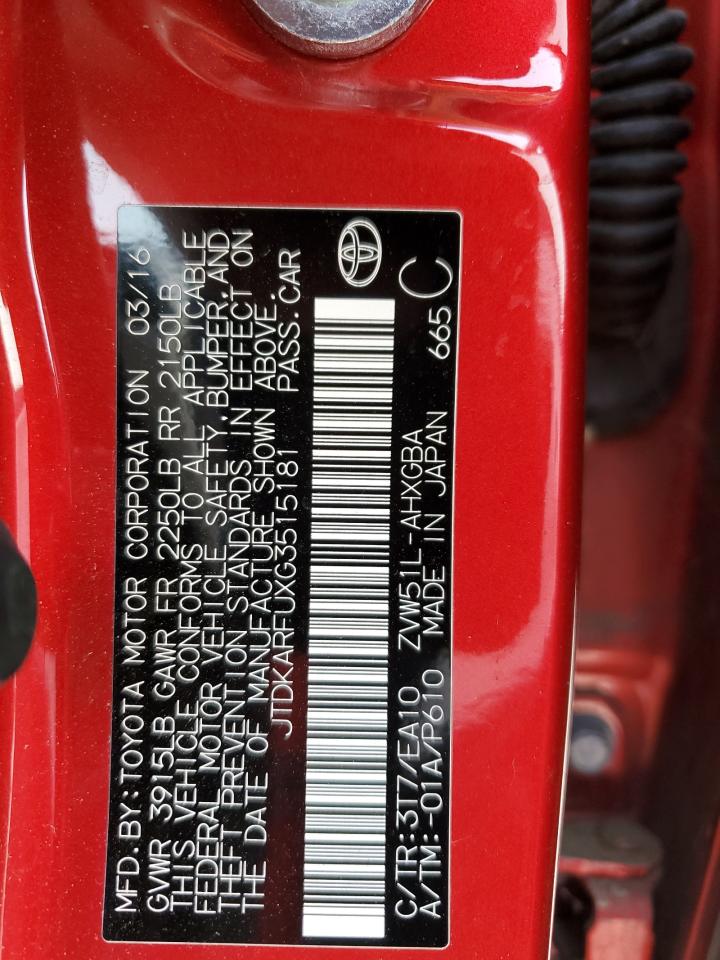 MFD. BY: TOYOTA MOTOR CORPORATION 03/16
GVWR 3915LB GAWR FR 2250LB RR 2150LB
THIS VEHICLE CONFORMS TO ALL APPLICABLE
FEDERAL MOTOR VEHICLE SAFETY, BUMPER, AND
THEFT PREVENTION STANDARDS IN EFFECT ON
THE DATE OF MANUFACTURE SHOWN ABOVE.
JTDKARFUXG3515181 PASS. CAR
C/TR: 3T7/EA10 ZVW51L-AHXGBA
A/TM: -01A/P610 MADE IN JAPAN 665 C